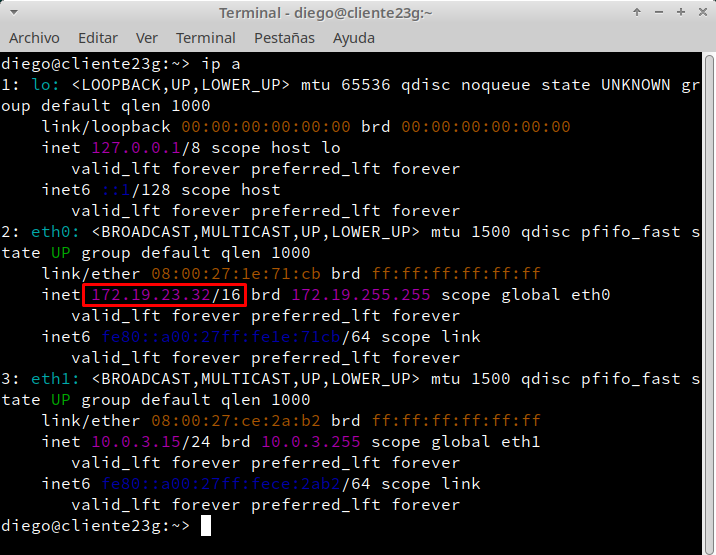 Terminal - diego@cliente23g:~
Archivo Editar Ver Terminal Pestañas Ayuda
diego@cliente23g:~> ip a
1: lo: <LOOPBACK,UP,LOWER_UP> mtu 65536 qdisc noqueue state UNKNOWN gr
oup default qlen 1000
    link/loopback 00:00:00:00:00:00 brd 00:00:00:00:00:00
    inet 127.0.0.1/8 scope host lo
       valid_lft forever preferred_lft forever
    inet6 ::1/128 scope host
       valid_lft forever preferred_lft forever
2: eth0: <BROADCAST,MULTICAST,UP,LOWER_UP> mtu 1500 qdisc pfifo_fast s
tate UP group default qlen 1000
    link/ether 08:00:27:1e:71:cb brd ff:ff:ff:ff:ff:ff
    inet 172.19.23.32/16 brd 172.19.255.255 scope global eth0
       valid_lft forever preferred_lft forever
    inet6 fe80::a00:27ff:fe1e:71cb/64 scope link
       valid_lft forever preferred_lft forever
3: eth1: <BROADCAST,MULTICAST,UP,LOWER_UP> mtu 1500 qdisc pfifo_fast s
tate UP group default qlen 1000
    link/ether 08:00:27:ce:2a:b2 brd ff:ff:ff:ff:ff:ff
    inet 10.0.3.15/24 brd 10.0.3.255 scope global eth1
       valid_lft forever preferred_lft forever
    inet6 fe80::a00:27ff:fece:2ab2/64 scope link
       valid_lft forever preferred_lft forever
diego@cliente23g:~>